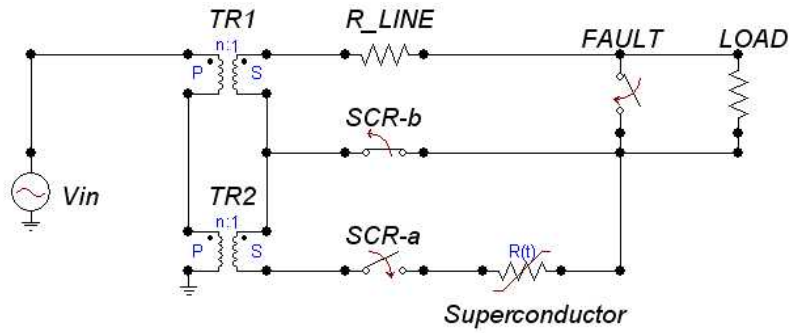 TR1
R_LINE
n:1
P
S
FAULT
LOAD
SCR-b
Vin
TR2
n:1
P
S
SCR-a
R(t)
Superconductor